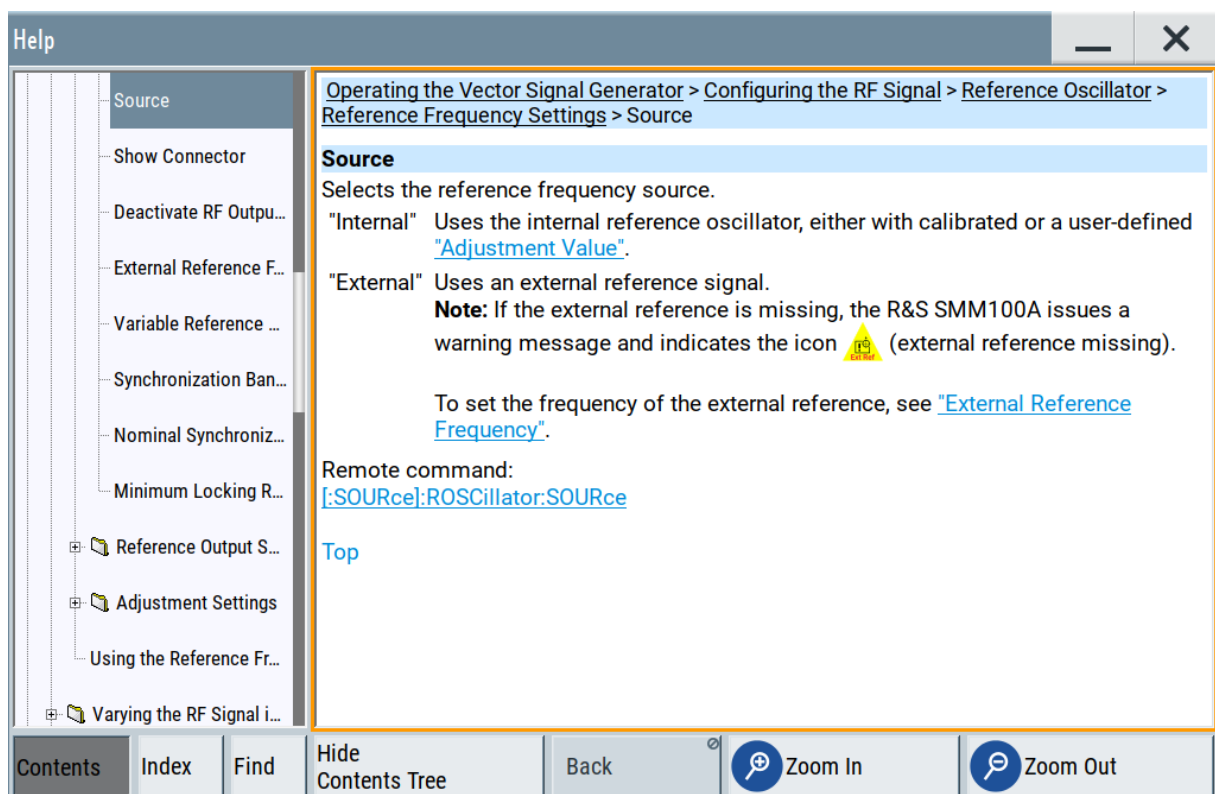 Help
Source
Show Connector
Deactivate RF Outpu...
External Reference F...
Variable Reference ...
Synchronization Ban...
Nominal Synchroniz...
Minimum Locking R...
Reference Output S...
Adjustment Settings
Using the Reference Fr...
Varying the RF Signal i...
Operating the Vector Signal Generator > Configuring the RF Signal > Reference Oscillator >
Reference Frequency Settings > Source
Source
Selects the reference frequency source.
"Internal" Uses the internal reference oscillator, either with calibrated or a user-defined
"Adjustment Value".
"External" Uses an external reference signal.
Note: If the external reference is missing, the R&S SMM100A issues a
warning message and indicates the icon Ext Ref (external reference missing).
To set the frequency of the external reference, see "External Reference
Frequency".
Remote command:
[:SOURce]:ROSCillator:SOURce
Top
Contents
Index
Find
Hide
Contents Tree
Back
Zoom In
Zoom Out